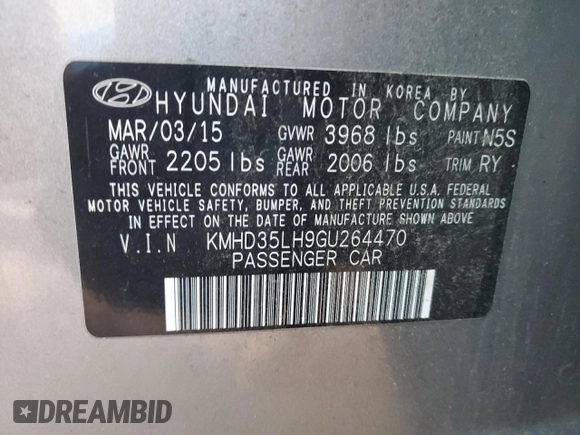 MANUFACTURED IN KOREA BY
HYUNDAI MOTOR COMPANY
MAR/03/15 GVWR 3968 lbs PAINT N5S
GAWR FRONT 2205 lbs GAWR REAR 2006 lbs TRIM RY
THIS VEHICLE CONFORMS TO ALL APPLICABLE U.S.A. FEDERAL
MOTOR VEHICLE SAFETY, BUMPER, AND THEFT PREVENTION STANDARDS
IN EFFECT ON THE DATE OF MANUFACTURE SHOWN ABOVE.
V.I.N KMHD35LH9GU264470
PASSENGER CAR
DREAMBID